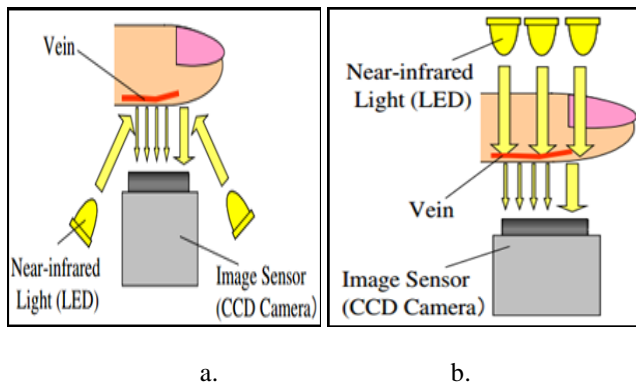 Vein
Near-infrared
Light (LED)
Image Sensor
(CCD Camera)
Near-infrared
Light (LED)
Vein
Image Sensor
(CCD Camera)
a.
b.